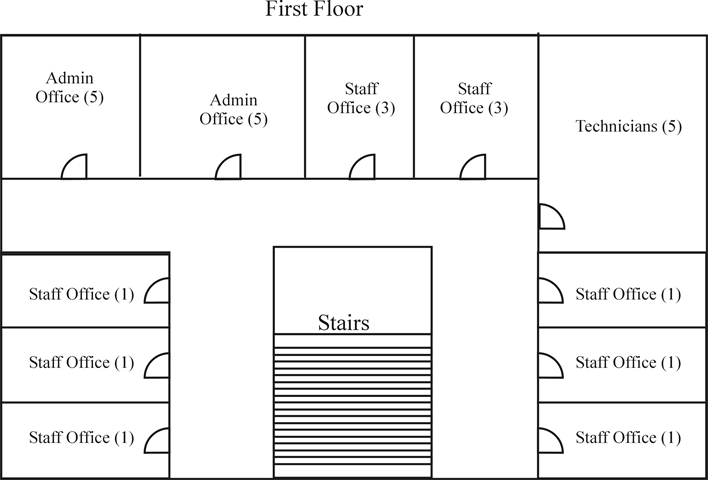 First Floor
Admin
Office (5)
Admin
Office (5)
Staff
Office (3)
Staff
Office (3)
Technicians (5)
Staff Office (1)
Staff Office (1)
Staff Office (1)
Stairs
Staff Office (1)
Staff Office (1)
Staff Office (1)